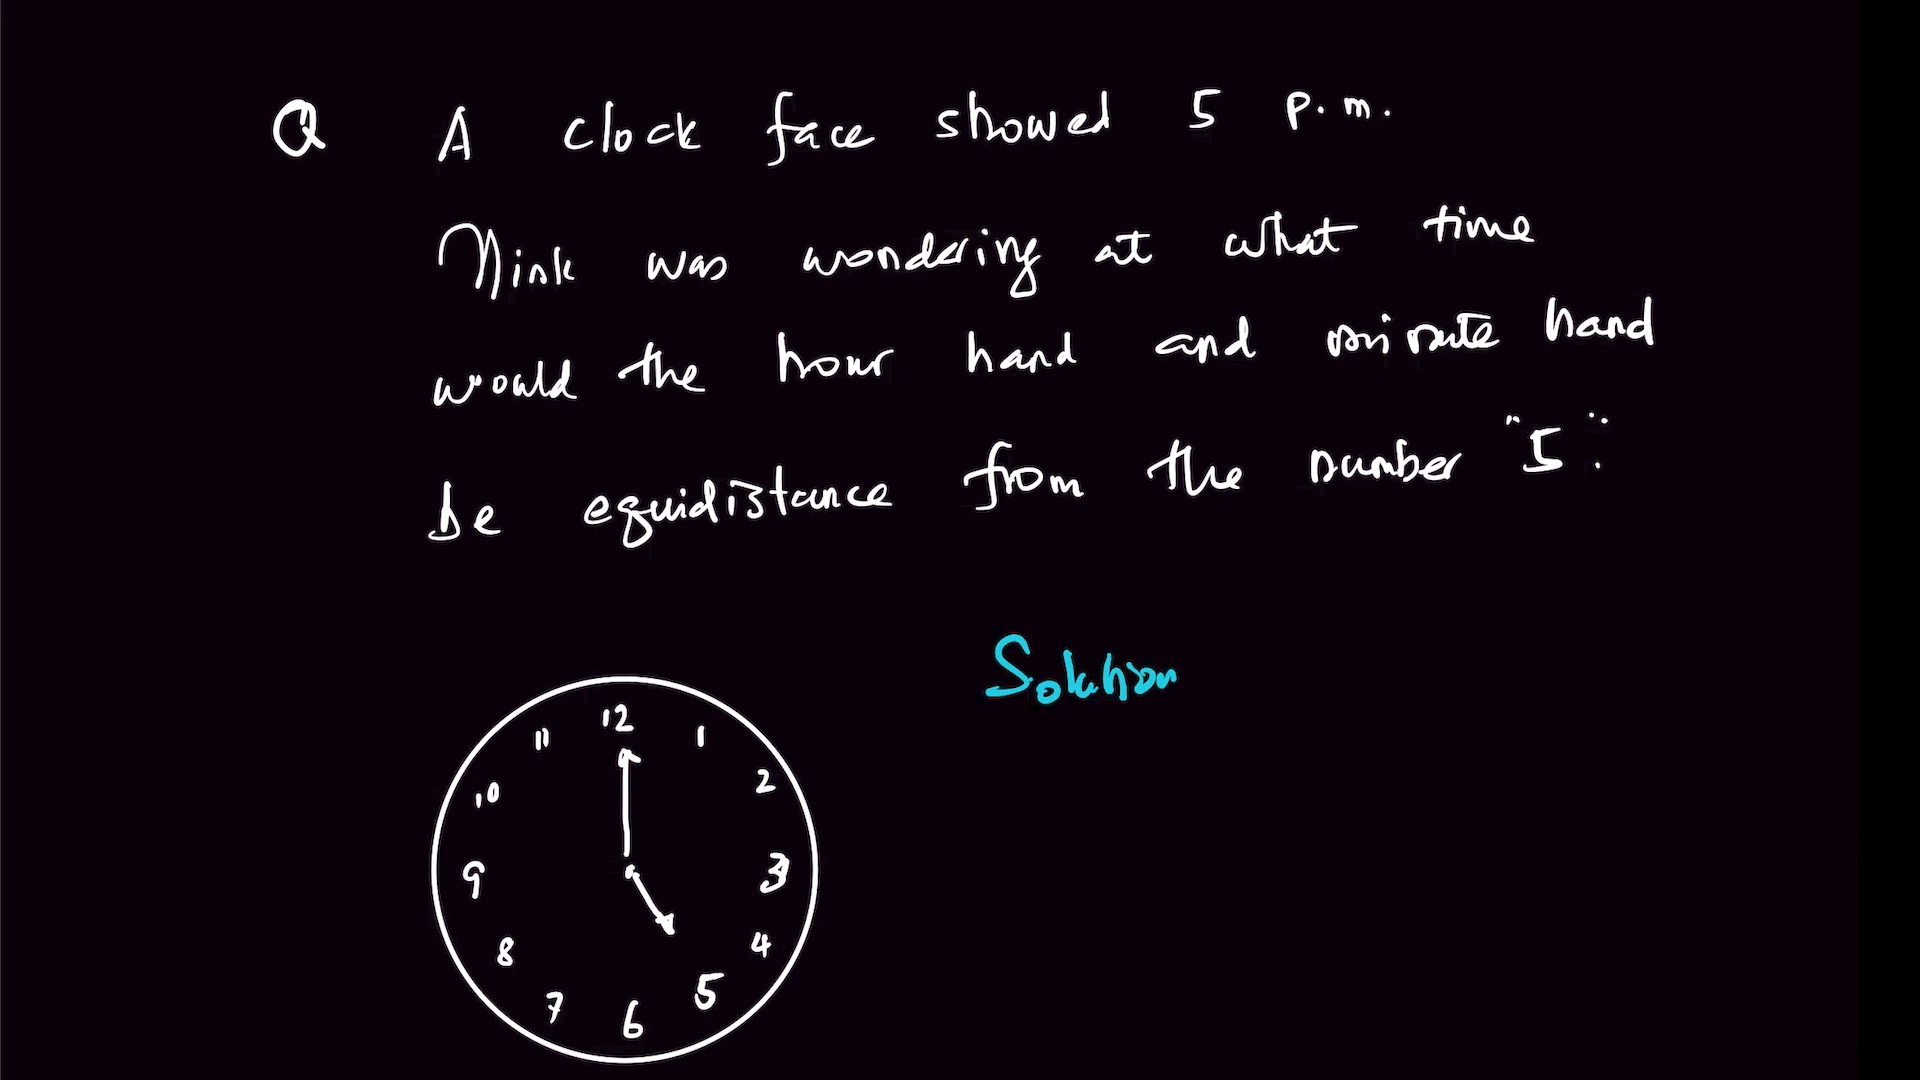 Q A clock face showed 5 p.m.
Nink was wondering at what time
would the hour hand and minute hand
be equidistance from the number "5".
Solution
12
11 1
10 2
9 3
8 4
7 5
6